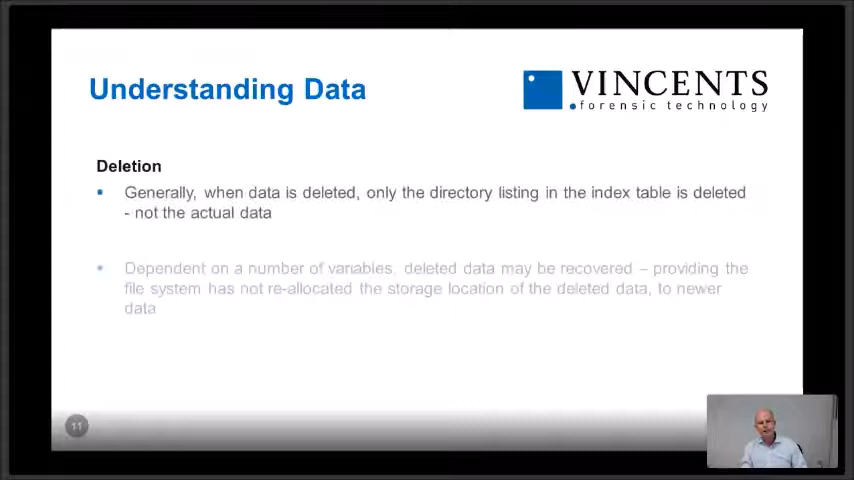 Understanding Data
VINCENTS
forensic technology
Deletion
• Generally, when data is deleted, only the directory listing in the index table is deleted
- not the actual data
• Dependent on a number of variables, deleted data may be recovered – providing the
file system has not re-allocated the storage location of the deleted data, to newer
data
11